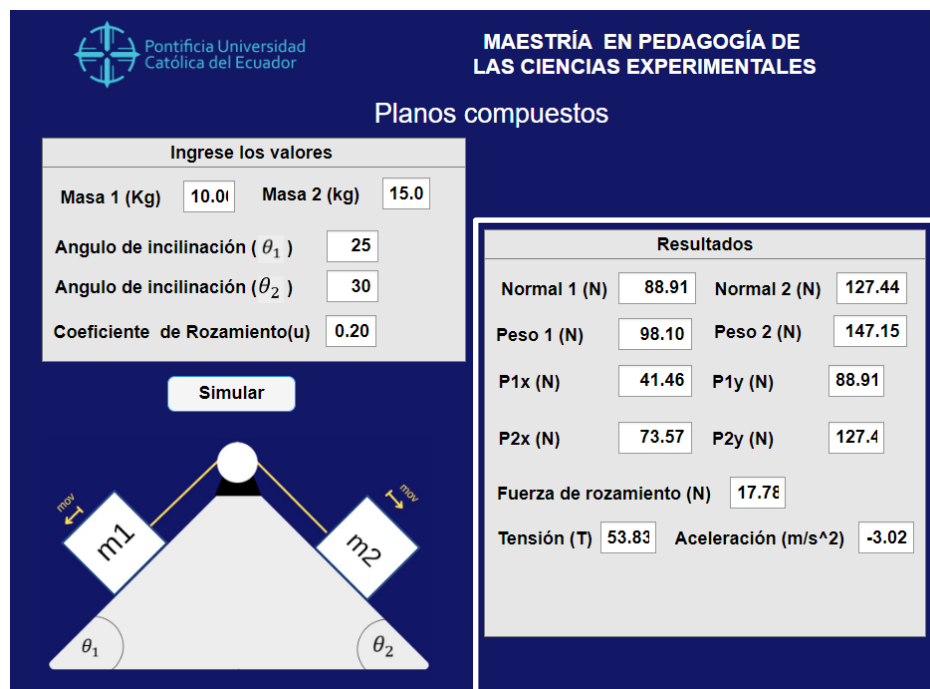 Pontificia Universidad
Católica del Ecuador
MAESTRÍA EN PEDAGOGÍA DE
LAS CIENCIAS EXPERIMENTALES
Planos compuestos
Ingrese los valores
Masa 1 (Kg) 10.00 Masa 2 (kg) 15.0
Angulo de incilinación (θ1) 25
Angulo de incilinación (θ2) 30
Coeficiente de Rozamiento(u) 0.20
Simular
mov
m1
mov
m2
θ1
θ2
Resultados
Normal 1 (N) 88.91 Normal 2 (N) 127.44
Peso 1 (N) 98.10 Peso 2 (N) 147.15
P1x (N) 41.46 P1y (N) 88.91
P2x (N) 73.57 P2y (N) 127.4
Fuerza de rozamiento (N) 17.78
Tensión (T) 53.83 Aceleración (m/s^2) -3.02